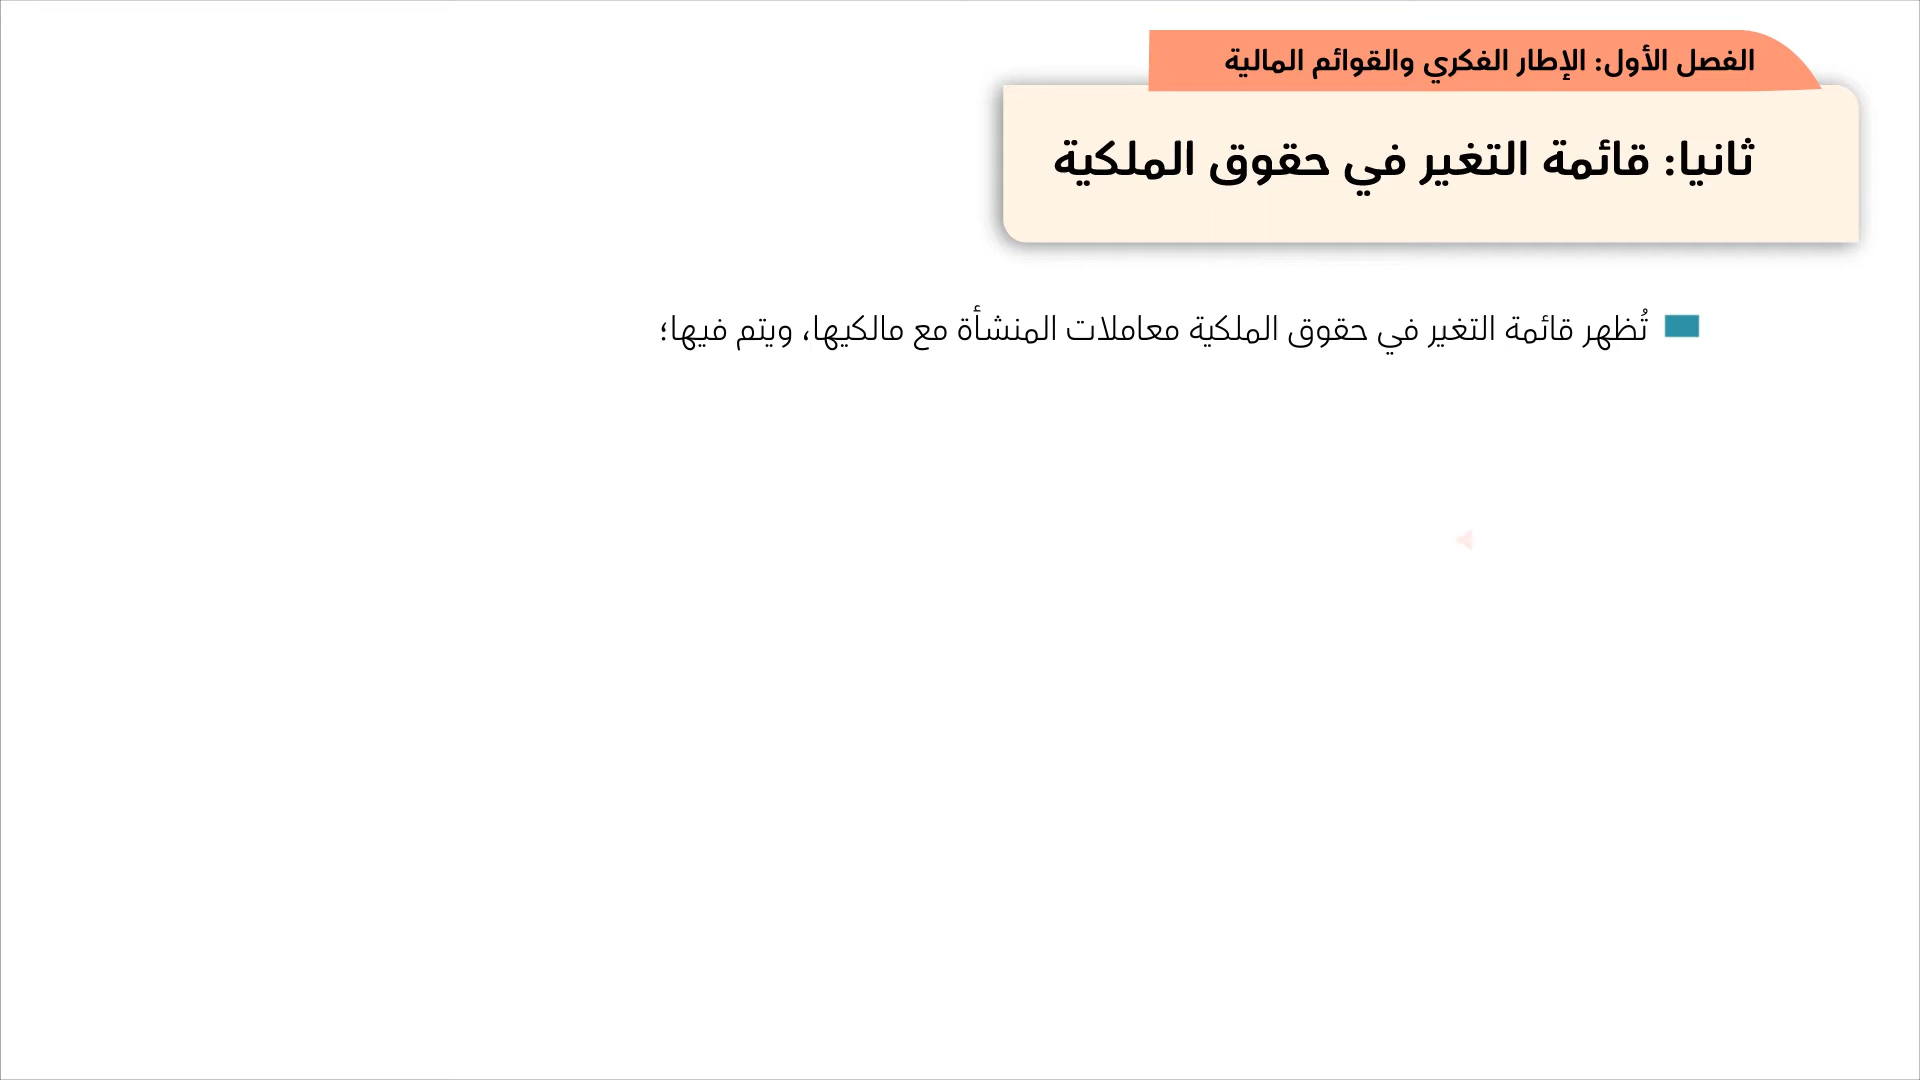 الفصل الأول: الإطار الفكري والقوائم المالية
ثانيا: قائمة التغير في حقوق الملكية
تُظهر قائمة التغير في حقوق الملكية معاملات المنشأة مع مالكيها، ويتم فيها؛